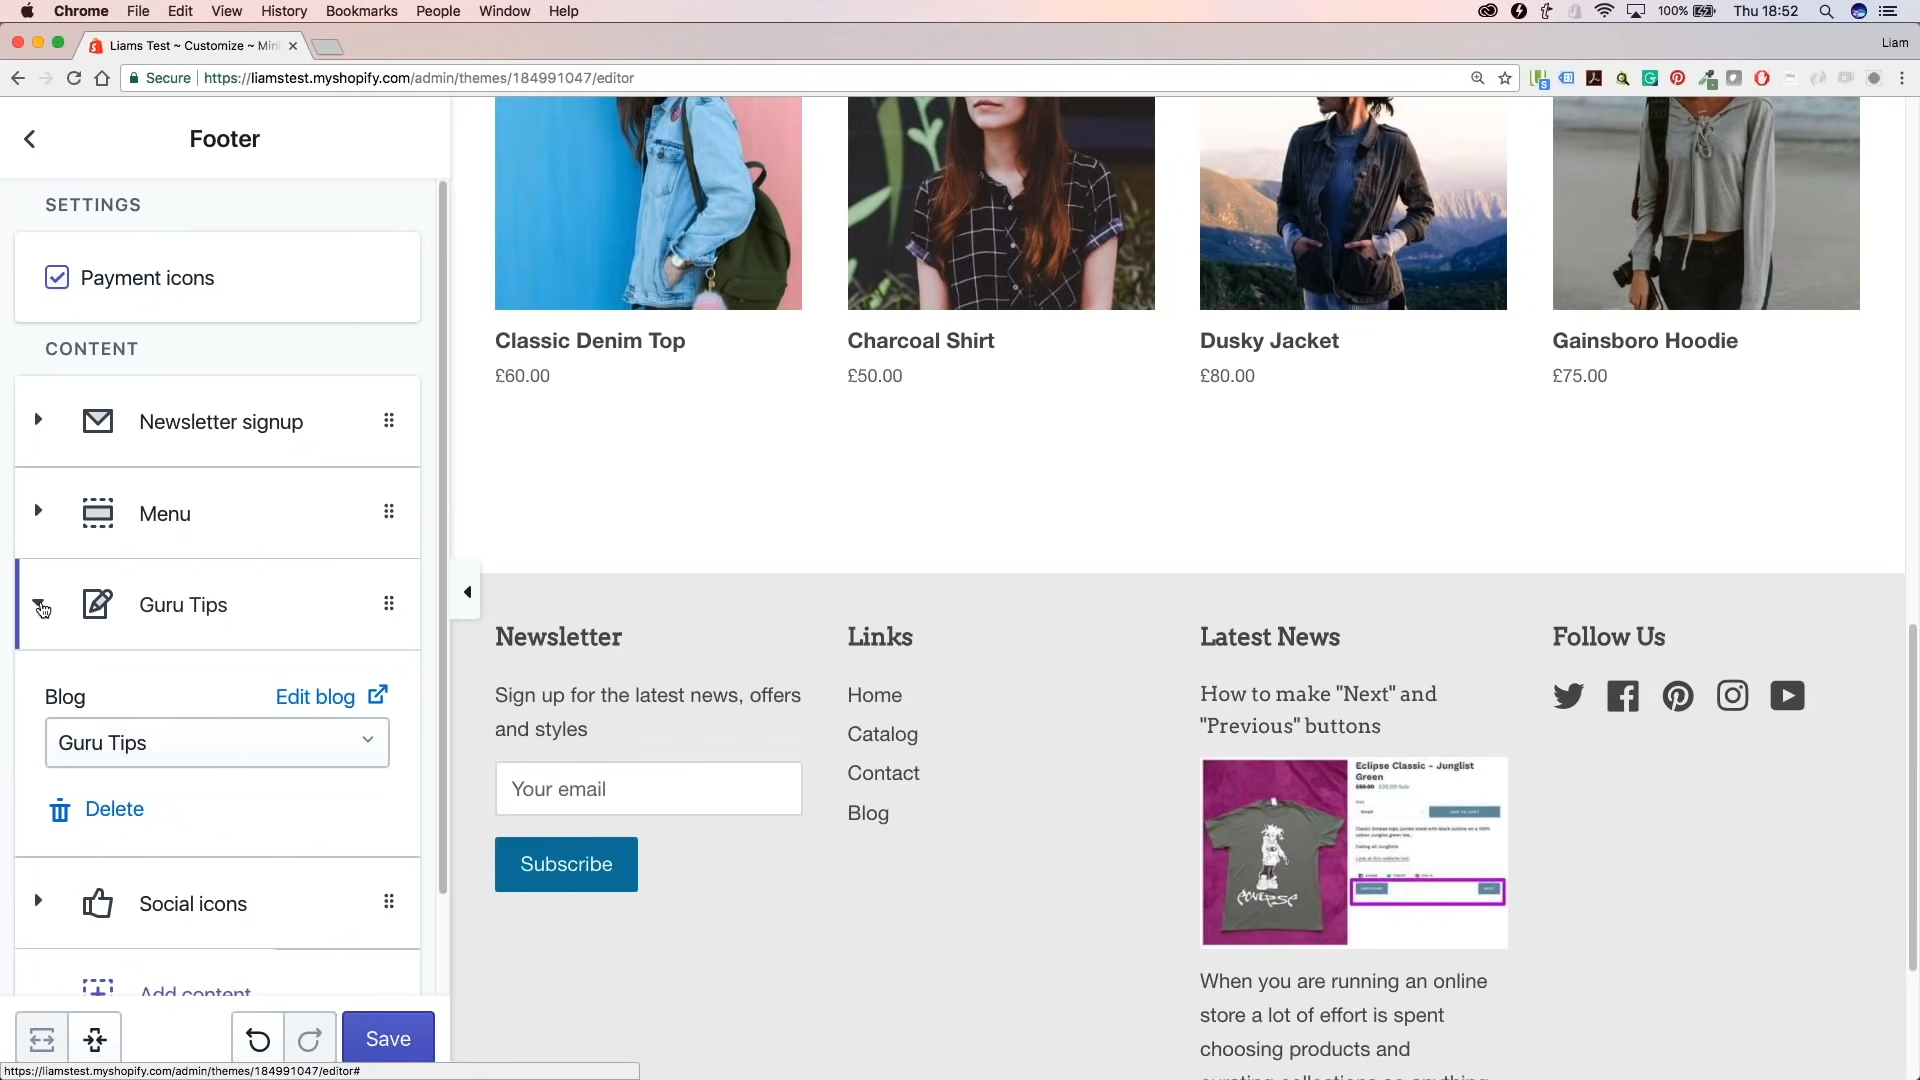 Chrome File Edit View History Bookmarks People Window Help 100% Thu 18:52
Liams Test ~ Customize ~ Mini
Liam
Secure https://liamstest.myshopify.com/admin/themes/184991047/editor
Footer
SETTINGS
Payment icons
CONTENT
Newsletter signup
Menu
Guru Tips
Blog Edit blog
Guru Tips
Delete
Social icons
Add content
Save
https://liamstest.myshopify.com/admin/themes/184991047/editor#
Classic Denim Top
£60.00
Charcoal Shirt
£50.00
Dusky Jacket
£80.00
Gainsboro Hoodie
£75.00
Newsletter
Sign up for the latest news, offers
and styles
Your email
Subscribe
Links
Home
Catalog
Contact
Blog
Latest News
How to make "Next" and
"Previous" buttons
Eclipse Classic - Junglist
Green
When you are running an online
store a lot of effort is spent
choosing products and
Follow Us